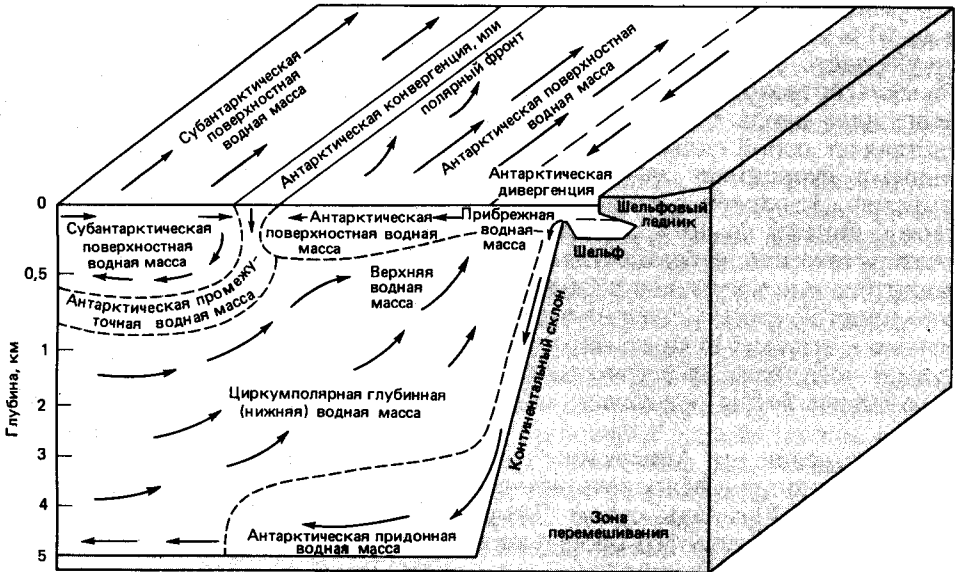 Субантарктическая
поверхностная
водная масса
Антарктическая конвергенция, или
полярный фронт
Антарктическая поверхностная
водная масса
Антарктическая
дивергенция
Шельфовый
ледник
Шельф
Субантарктическая
поверхностная
водная масса
Антарктическая
поверхностная водная
масса
Прибрежная
водная
масса
Антарктическая промежу-
точная водная масса
Верхняя
водная
масса
Циркумполярная глубинная
(нижняя) водная масса
Континентальный склон
Антарктическая придонная
водная масса
Зона
перемешивания
Глубина, км
0
0,5
1
2
3
4
5